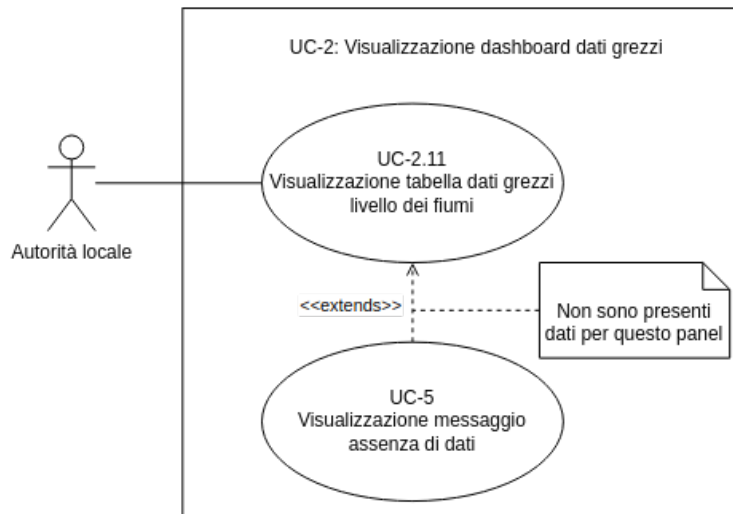 UC-2: Visualizzazione dashboard dati grezzi
UC-2.11
Visualizzazione tabella dati grezzi
livello dei fiumi
Autorità locale
<<extends>>
Non sono presenti
dati per questo panel
UC-5
Visualizzazione messaggio
assenza di dati